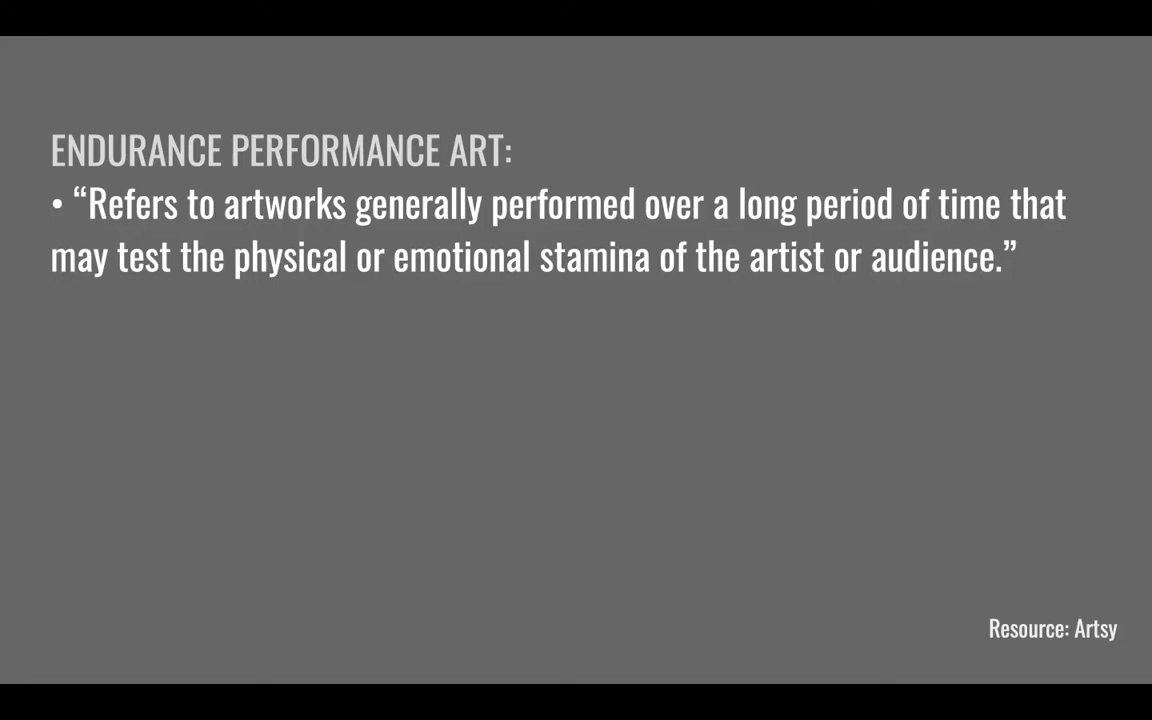 ENDURANCE PERFORMANCE ART:
• “Refers to artworks generally performed over a long period of time that
may test the physical or emotional stamina of the artist or audience.”
Resource: Artsy